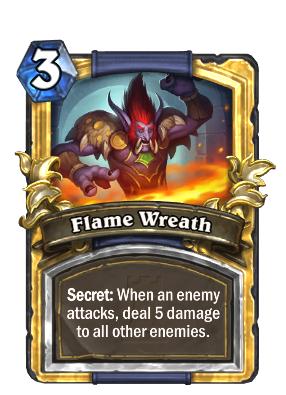 3
Flame Wreath
Secret: When an enemy
attacks, deal 5 damage
to all other enemies.